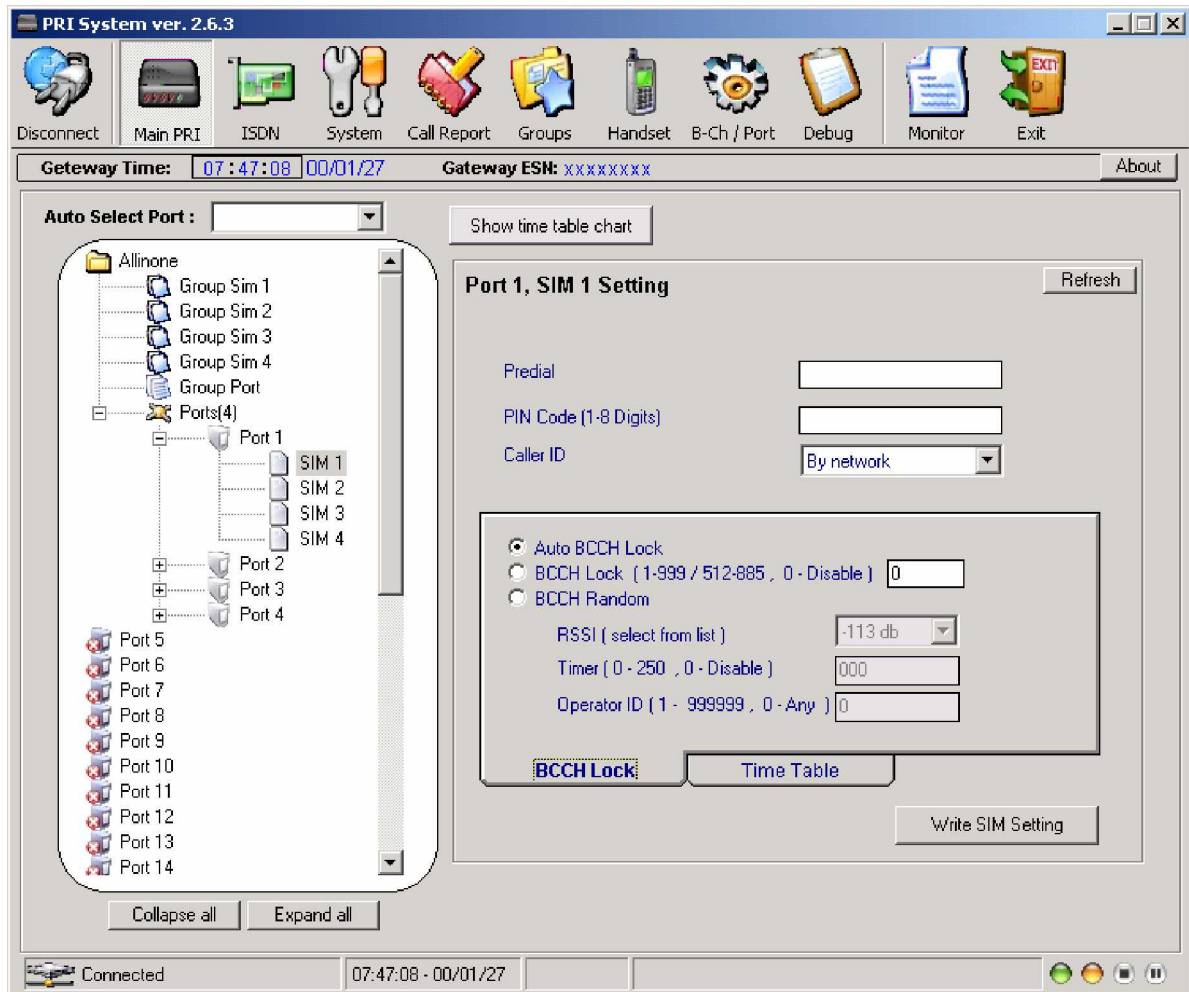 PRI System ver. 2.6.3
Disconnect Main PRI ISDN System Call Report Groups Handset B-Ch / Port Debug Monitor EXIT Exit
Geteway Time: 07:47:08 00/01/27 Gateway ESN: xxxxxxxx About
Auto Select Port :
Show time table chart
Allinone
Group Sim 1
Group Sim 2
Group Sim 3
Group Sim 4
Group Port
Ports(4)
Port 1
SIM 1
SIM 2
SIM 3
SIM 4
Port 2
Port 3
Port 4
Port 5
Port 6
Port 7
Port 8
Port 9
Port 10
Port 11
Port 12
Port 13
Port 14
Collapse all Expand all
Port 1, SIM 1 Setting Refresh
Predial
PIN Code (1-8 Digits)
Caller ID By network
Auto BCCH Lock
BCCH Lock ( 1-999 / 512-885 , 0 - Disable ) 0
BCCH Random
RSSI ( select from list ) -113 db
Timer ( 0 - 250 , 0 - Disable ) 000
Operator ID ( 1 - 999999 , 0 - Any ) 0
BCCH Lock Time Table
Write SIM Setting
Connected 07:47:08 - 00/01/27